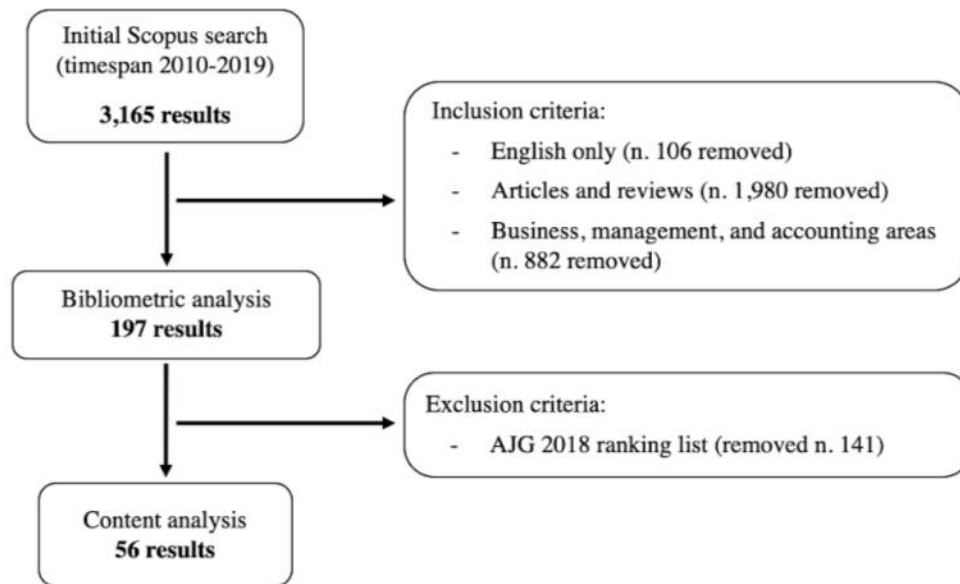 Initial Scopus search
(timespan 2010-2019)
3,165 results
Inclusion criteria:
- English only (n. 106 removed)
- Articles and reviews (n. 1,980 removed)
- Business, management, and accounting areas
(n. 882 removed)
Bibliometric analysis
197 results
Exclusion criteria:
- AJG 2018 ranking list (removed n. 141)
Content analysis
56 results